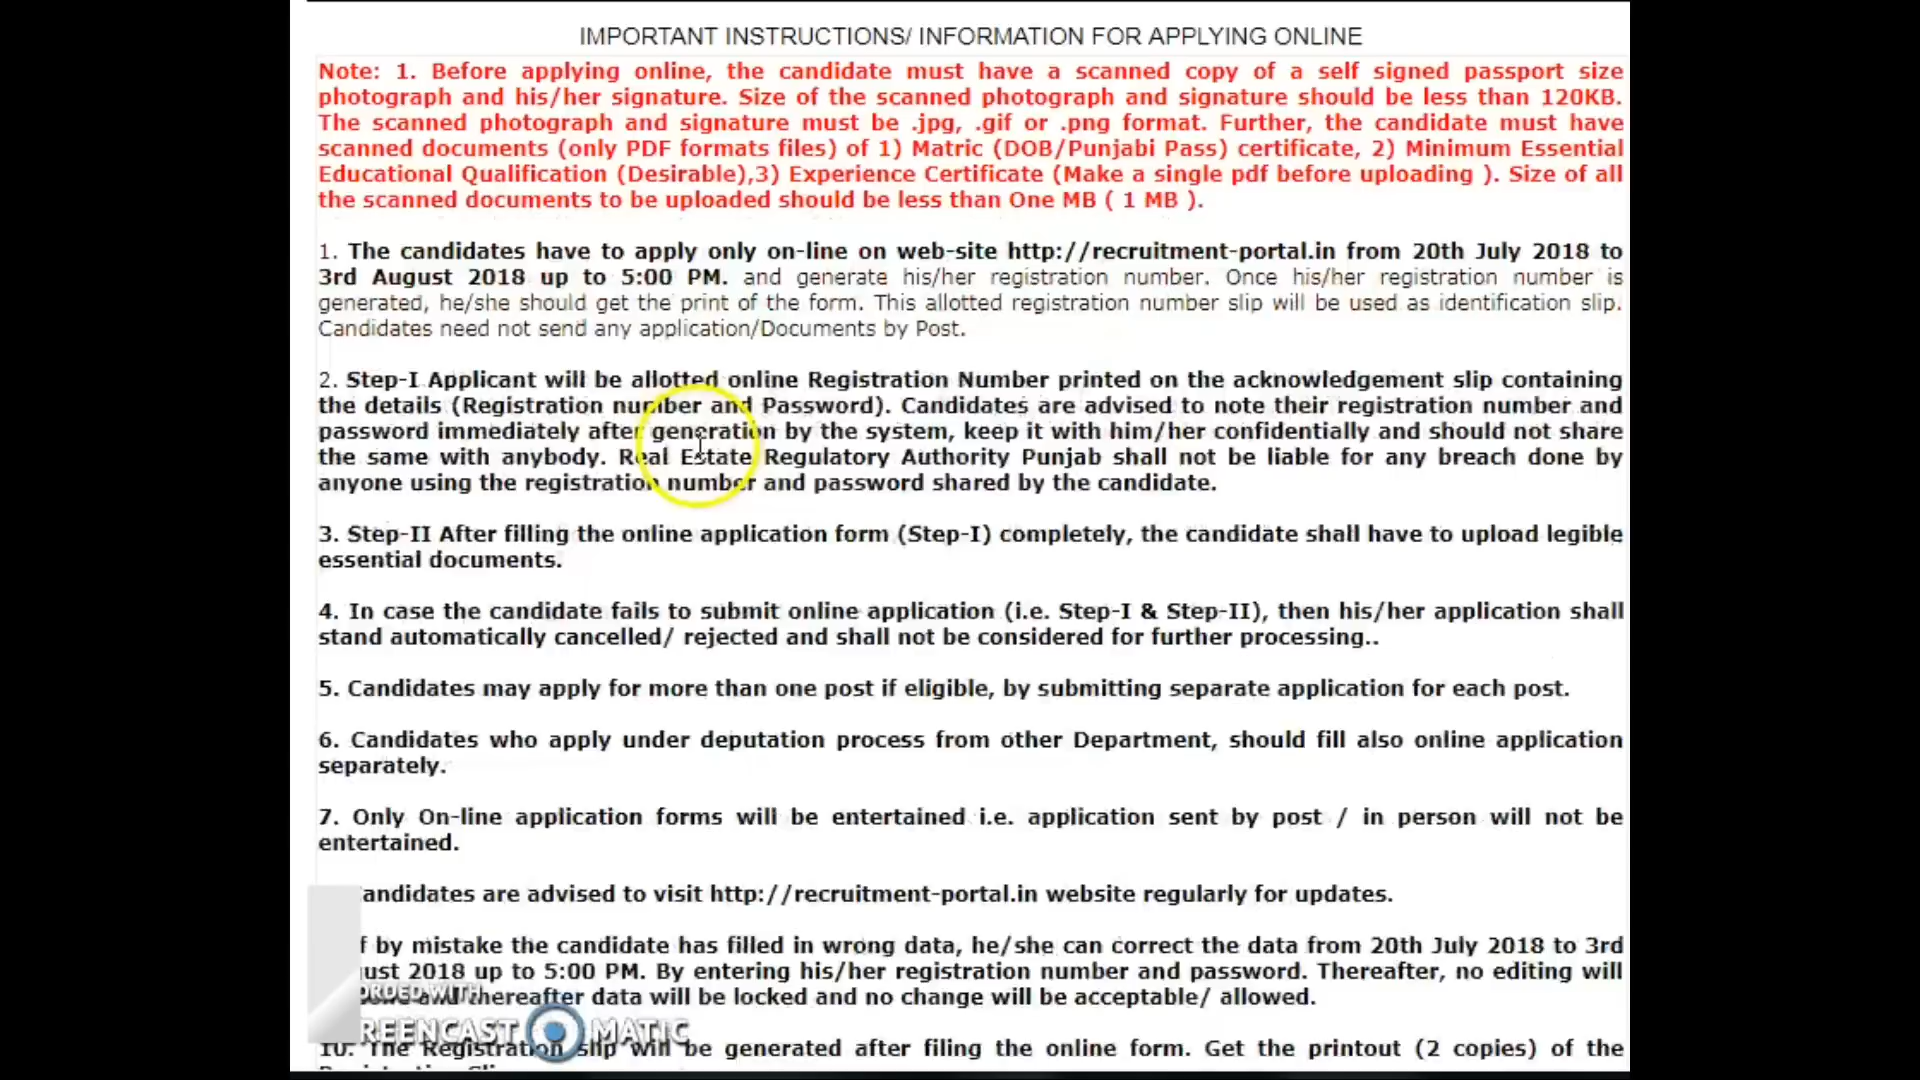 IMPORTANT INSTRUCTIONS/ INFORMATION FOR APPLYING ONLINE
Note: 1. Before applying online, the candidate must have a scanned copy of a self signed passport size
photograph and his/her signature. Size of the scanned photograph and signature should be less than 120KB.
The scanned photograph and signature must be .jpg, .gif or .png format. Further, the candidate must have
scanned documents (only PDF formats files) of 1) Matric (DOB/Punjabi Pass) certificate, 2) Minimum Essential
Educational Qualification (Desirable),3) Experience Certificate (Make a single pdf before uploading ). Size of all
the scanned documents to be uploaded should be less than One MB ( 1 MB ).
1. The candidates have to apply only on-line on web-site http://recruitment-portal.in from 20th July 2018 to
3rd August 2018 up to 5:00 PM. and generate his/her registration number. Once his/her registration number is
generated, he/she should get the print of the form. This allotted registration number slip will be used as identification slip.
Candidates need not send any application/Documents by Post.
2. Step-I Applicant will be allotted online Registration Number printed on the acknowledgement slip containing
the details (Registration number and Password). Candidates are advised to note their registration number and
password immediately after generation by the system, keep it with him/her confidentially and should not share
the same with anybody. Real Estate Regulatory Authority Punjab shall not be liable for any breach done by
anyone using the registration number and password shared by the candidate.
3. Step-II After filling the online application form (Step-I) completely, the candidate shall have to upload legible
essential documents.
4. In case the candidate fails to submit online application (i.e. Step-I & Step-II), then his/her application shall
stand automatically cancelled/ rejected and shall not be considered for further processing..
5. Candidates may apply for more than one post if eligible, by submitting separate application for each post.
6. Candidates who apply under deputation process from other Department, should fill also online application
separately.
7. Only On-line application forms will be entertained i.e. application sent by post / in person will not be
entertained.
andidates are advised to visit http://recruitment-portal.in website regularly for updates.
f by mistake the candidate has filled in wrong data, he/she can correct the data from 20th July 2018 to 3rd
ust 2018 up to 5:00 PM. By entering his/her registration number and password. Thereafter, no editing will
and thereafter data will be locked and no change will be acceptable/ allowed.
ORDED WITH
REENCAST MATIC
10. The Registration slip will be generated after filing the online form. Get the printout (2 copies) of the